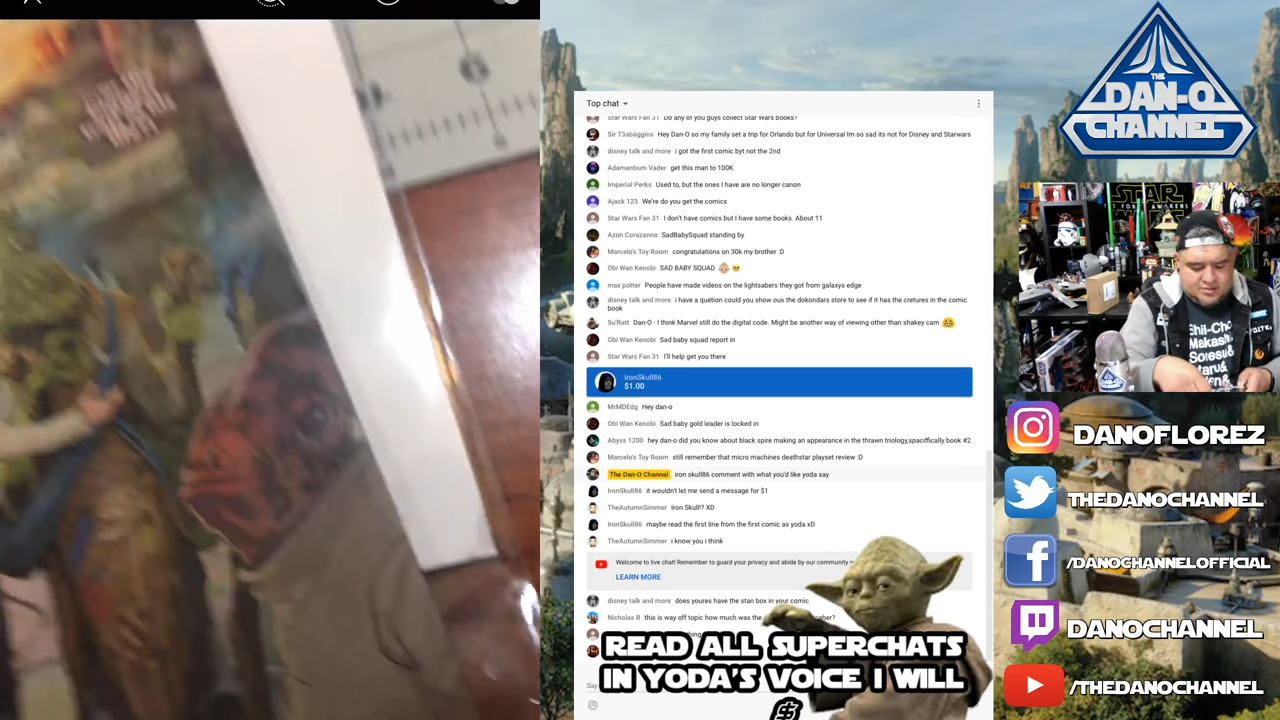 Top chat
Star Wars Fan 31 Do any of you guys collect Star Wars books?
Sir T3abäggins Hey Dan-O so my family set a trip for Orlando but for Universal Im so sad its not for Disney and Starwars
disney talk and more i got the first comic byt not the 2nd
Adamantium Vader get this man to 100K
Imperial Perks Used to, but the ones I have are no longer canon
Ajack 123 We're do you get the comics
Star Wars Fan 31 I don't have comics but I have some books. About 11
Azon Corazanna SadBabySquad standing by
Marcelo's Toy Room congratulations on 30k my brother :D
Obi Wan Kenobi SAD BABY SQUAD
max potter People have made videos on the lightsabers they got from galaxys edge
disney talk and more i have a quetion could you show ous the dokondars store to see if it has the cretures in the comic
book
Su'Ratt Dan-O - I think Marvel still do the digital code. Might be another way of viewing other than shakey cam
Obi Wan Kenobi Sad baby squad report in
Star Wars Fan 31 I'll help get you there
IronSkull86
$1.00
MrMDEdg Hey dan-o
Obi Wan Kenobi Sad baby gold leader is locked in
Abyss 1200 hey dan-o did you know about black spire making an appearance in the thrawn triology,spaciffically book #2
Marcelo's Toy Room still remember that micro machines deathstar playset review :D
The Dan-O Channel iron skull86 comment with what you'd like yoda say
IronSkull86 it wouldn't let me send a message for $1
TheAutumnSimmer Iron Skull!? XD
IronSkull86 maybe read the first line from the first comic as yoda xD
TheAutumnSimmer i know you i think
Welcome to live chat! Remember to guard your privacy and abide by our community
LEARN MORE
disney talk and more does youres have the stan box in your comic
Nicholas B this is way off topic how much was the
READ ALL SUPERCHATS
IN YODA'S VOICE I WILL
$
Say
THE
DAN-O
CHANNEL
STAR
WARS
DANOFLOREZ
THEDANOCHANNEL
/DANOCHANNELOFFICIAL
DANOCHANNEL
/THEDANOCHANNEL